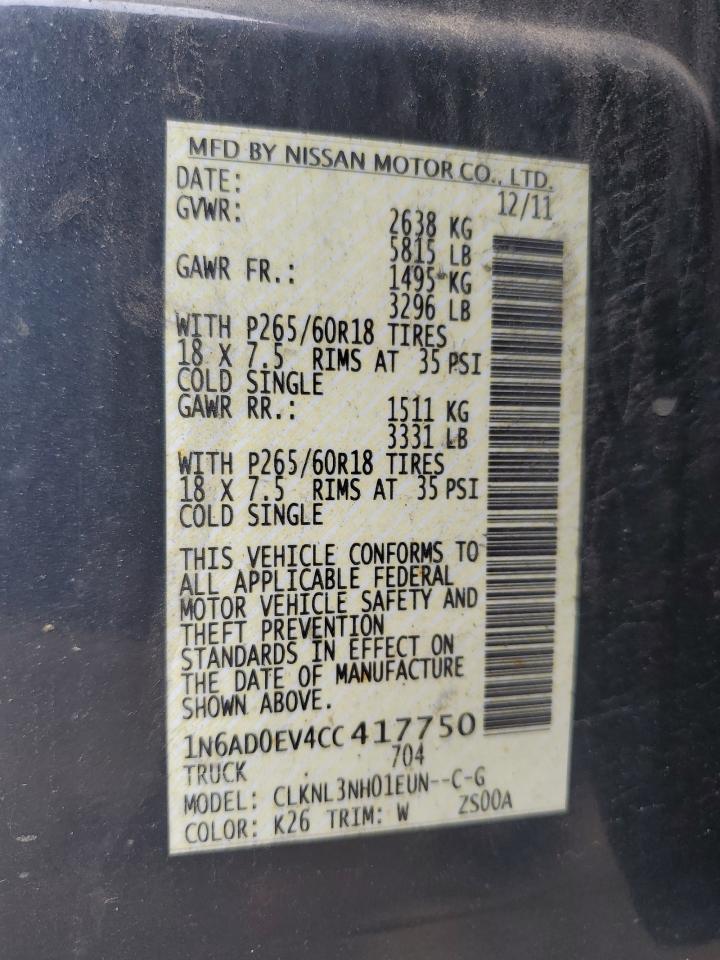 MFD BY NISSAN MOTOR CO., LTD.
DATE: 12/11
GVWR: 2638 KG
5815 LB
GAWR FR.: 1495 KG
3296 LB
WITH P265/60R18 TIRES
18 X 7.5 RIMS AT 35 PSI
COLD SINGLE
GAWR RR.: 1511 KG
3331 LB
WITH P265/60R18 TIRES
18 X 7.5 RIMS AT 35 PSI
COLD SINGLE
THIS VEHICLE CONFORMS TO
ALL APPLICABLE FEDERAL
MOTOR VEHICLE SAFETY AND
THEFT PREVENTION
STANDARDS IN EFFECT ON
THE DATE OF MANUFACTURE
SHOWN ABOVE.
1N6AD0EV4CC417750
TRUCK 704
MODEL: CLKNL3NH01EUN--C-G
COLOR: K26 TRIM: W ZS00A